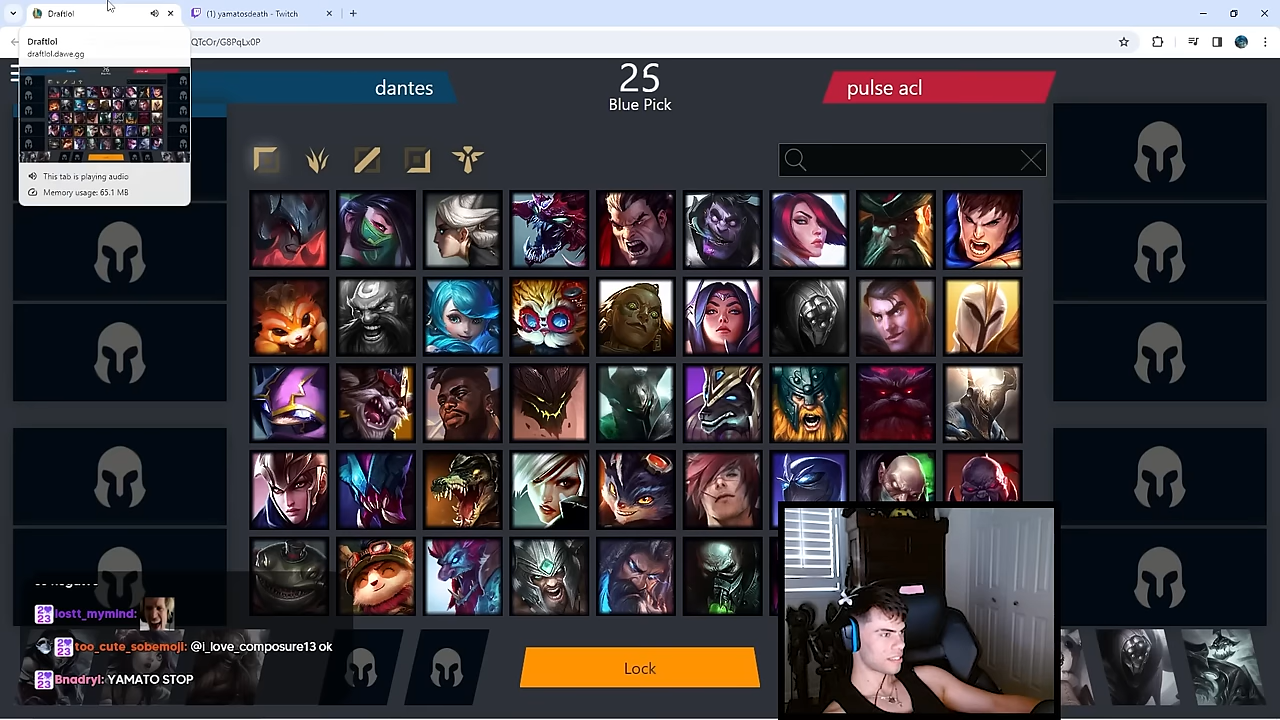 Draftlol
(1) yamatosdeath - Twitch
Draftlol
draftlol.dawe.gg
QTcOr/G8PqLx0P
This tab is playing audio
Memory usage: 65.1 MB
dantes
25
Blue Pick
pulse acl
lostt_mymind:
too_cute_sobemoji: @i_love_composure13 ok
Bnadryl: YAMATO STOP
Lock